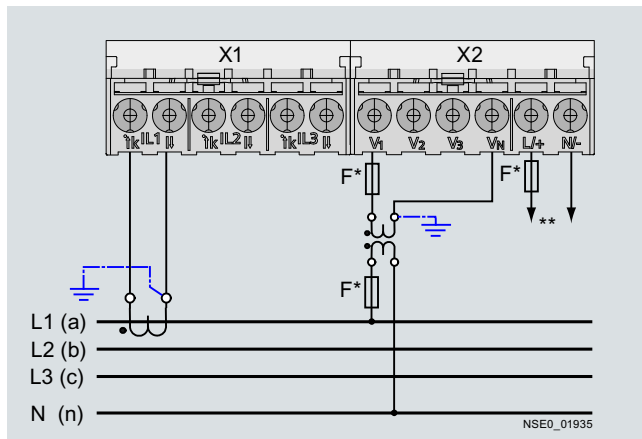 X1 X2
°k IL1 l °k IL2 l °k IL3 l V₁ V₂ V₃ VN L/+ N/-
F* F*
**
F*
L1 (a)
L2 (b)
L3 (c)
N (n)
NSE0_01935